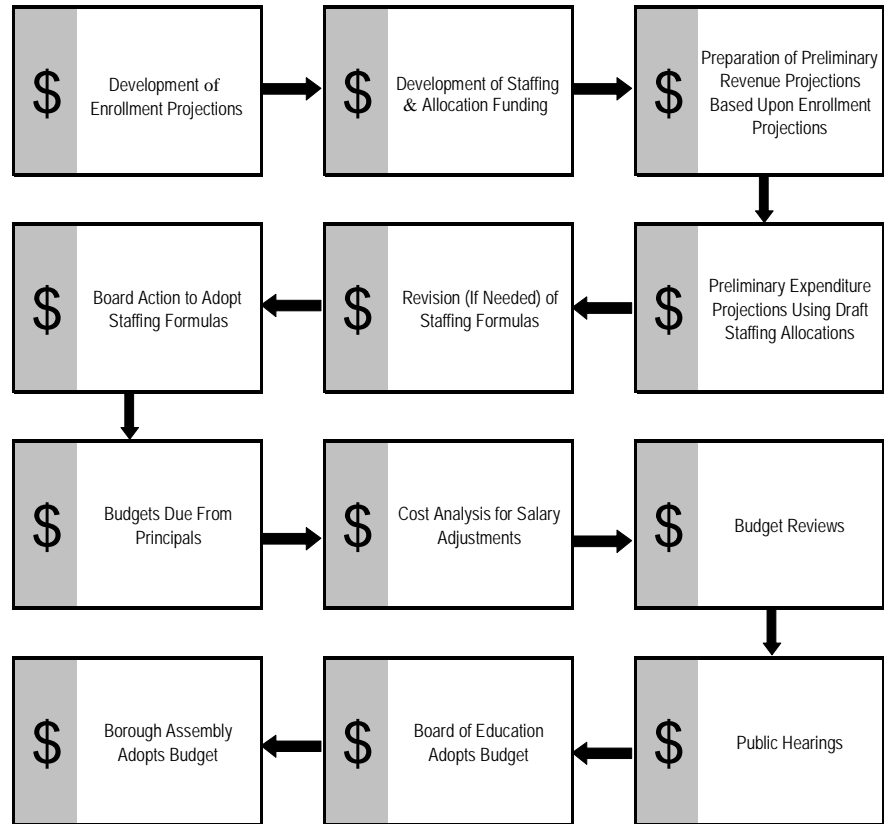 $
Development of
Enrollment Projections
$
Development of Staffing
& Allocation Funding
$
Preparation of Preliminary
Revenue Projections
Based Upon Enrollment
Projections
$
Board Action to Adopt
Staffing Formulas
$
Revision (If Needed) of
Staffing Formulas
$
Preliminary Expenditure
Projections Using Draft
Staffing Allocations
$
Budgets Due From
Principals
$
Cost Analysis for Salary
Adjustments
$
Budget Reviews
$
Borough Assembly
Adopts Budget
$
Board of Education
Adopts Budget
$
Public Hearings